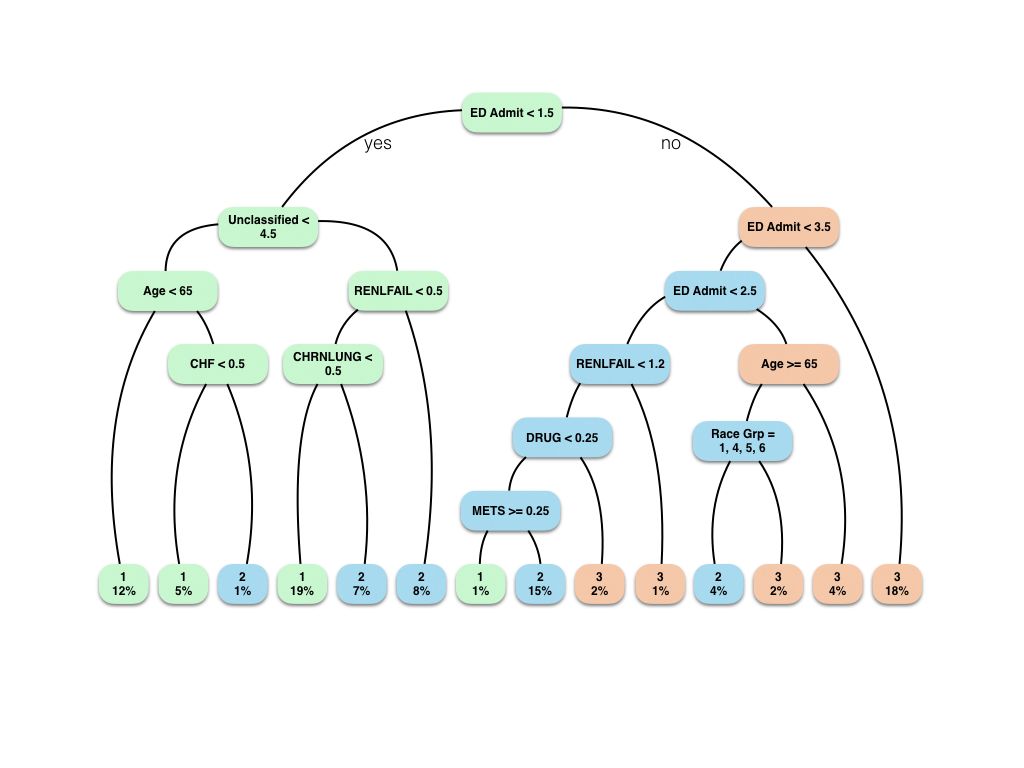 ED Admit < 1.5
yes
no
Unclassified <
4.5
ED Admit < 3.5
Age < 65
RENLFAIL < 0.5
ED Admit < 2.5
CHF < 0.5
CHRNLUNG <
0.5
RENLFAIL < 1.2
Age >= 65
DRUG < 0.25
Race Grp =
1, 4, 5, 6
METS >= 0.25
1
12%
1
5%
2
1%
1
19%
2
7%
2
8%
1
1%
2
15%
3
2%
3
1%
2
4%
3
2%
3
4%
3
18%